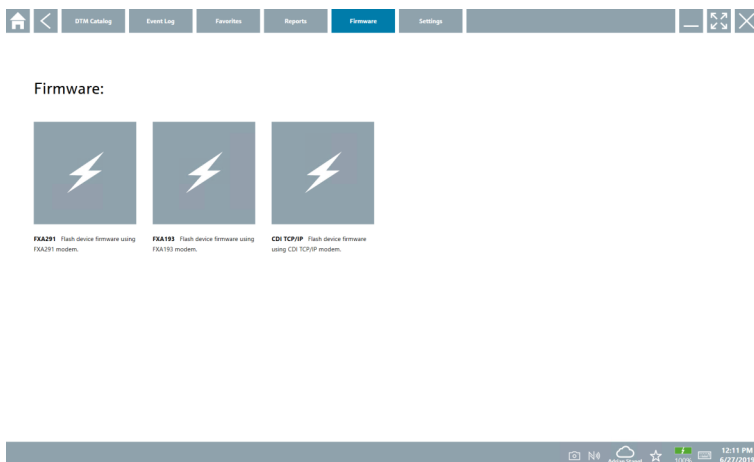 DTM Catalog Event Log Favorites Reports Firmware Settings
Firmware:
FXA291 Flash device firmware using
FXA291 modem.
FXA193 Flash device firmware using
FXA193 modem.
CDI TCP/IP Flash device firmware
using CDI TCP/IP modem.
100%
12:11 PM